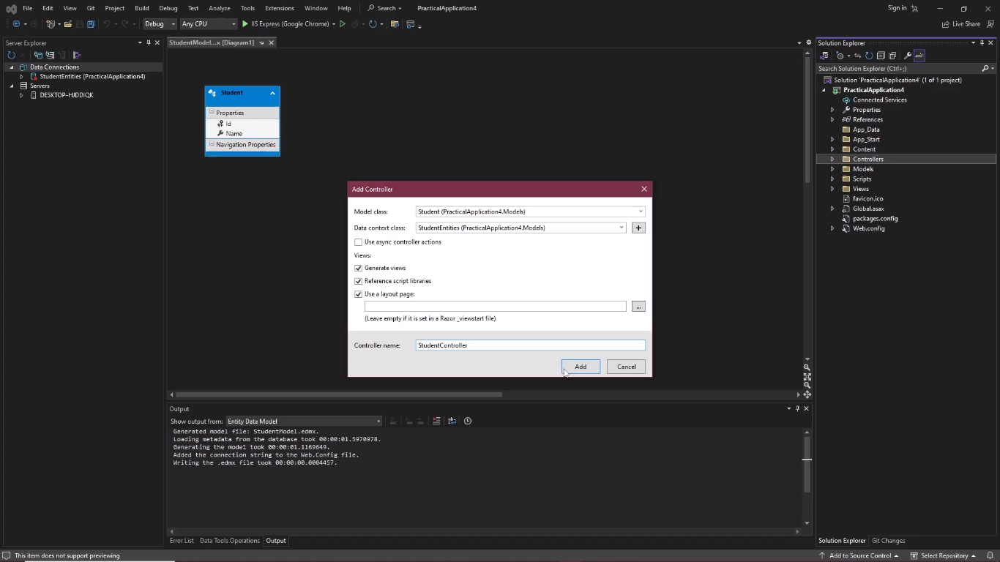 File Edit View Git Project Build Debug Test Analyze Tools Extensions Window Help Search PracticalApplication4 Sign in
Debug Any CPU IIS Express (Google Chrome) Live Share
Server Explorer
Data Connections
StudentEntities (PracticalApplication4)
Servers
DESKTOP-HJDDIQK
StudentModel...x [Diagram1]
Student
Properties
Id
Name
Navigation Properties
Add Controller
Model class: Student (PracticalApplication4.Models)
Data context class: StudentEntities (PracticalApplication4.Models)
Use async controller actions
Views:
Generate views
Reference script libraries
Use a layout page:
...
(Leave empty if it is set in a Razor _viewstart file)
Controller name: StudentController
Add Cancel
Output
Show output from: Entity Data Model
Generated model file: StudentModel.edmx.
Loading metadata from the database took 00:00:01.5970978.
Generating the model took 00:00:01.1169649.
Added the connection string to the Web.Config file.
Writing the .edmx file took 00:00:00.0004457.
Error List Data Tools Operations Output
Solution Explorer
Search Solution Explorer (Ctrl+;)
Solution 'PracticalApplication4' (1 of 1 project)
PracticalApplication4
Connected Services
Properties
References
App_Data
App_Start
Content
Controllers
Models
Scripts
Views
favicon.ico
Global.asax
packages.config
Web.config
Solution Explorer Git Changes
This item does not support previewing Add to Source Control Select Repository